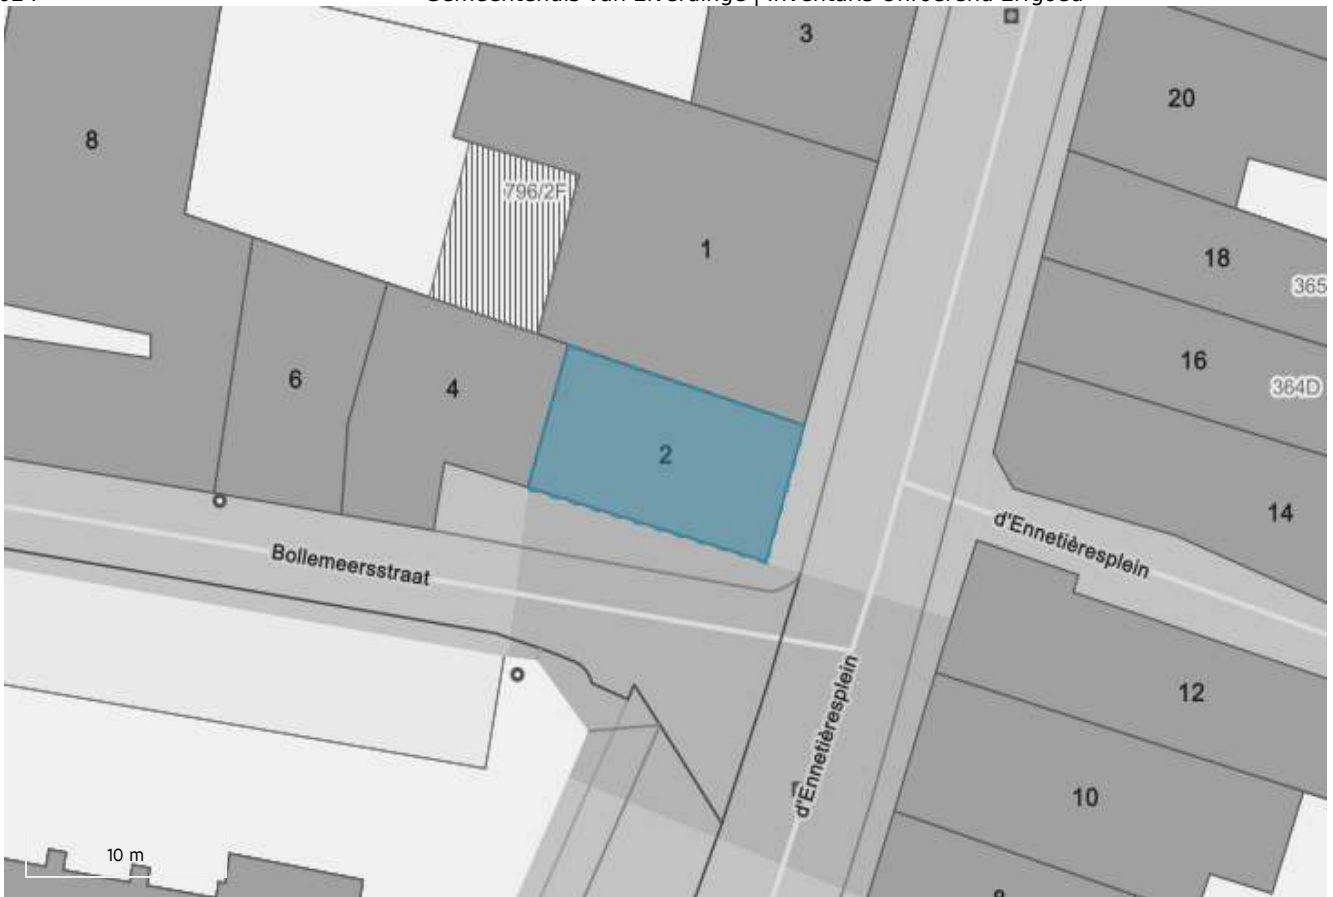 Gemeentehuis van Elverdinge | Inventaris Onroerend Erfgoed
3
20
8
796/2F
1
18
365
16
364D
6
4
2
14
d'Ennetièresplein
Bollemeersstraat
12
d'Ennetièresplein
10
10 m